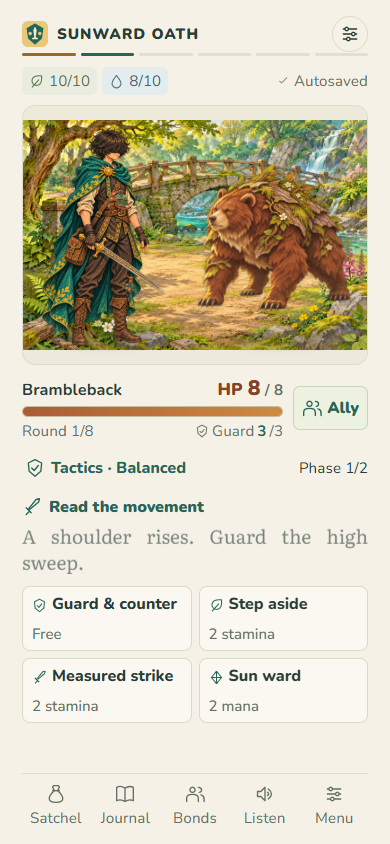 SUNWARD OATH
10/10 8/10 Autosaved
Brambleback HP 8 / 8
Ally
Round 1/8 Guard 3 /3
Tactics · Balanced Phase 1/2
Read the movement
A shoulder rises. Guard the high
sweep.
Guard & counter
Free
Step aside
2 stamina
Measured strike
2 stamina
Sun ward
2 mana
Satchel Journal Bonds Listen Menu